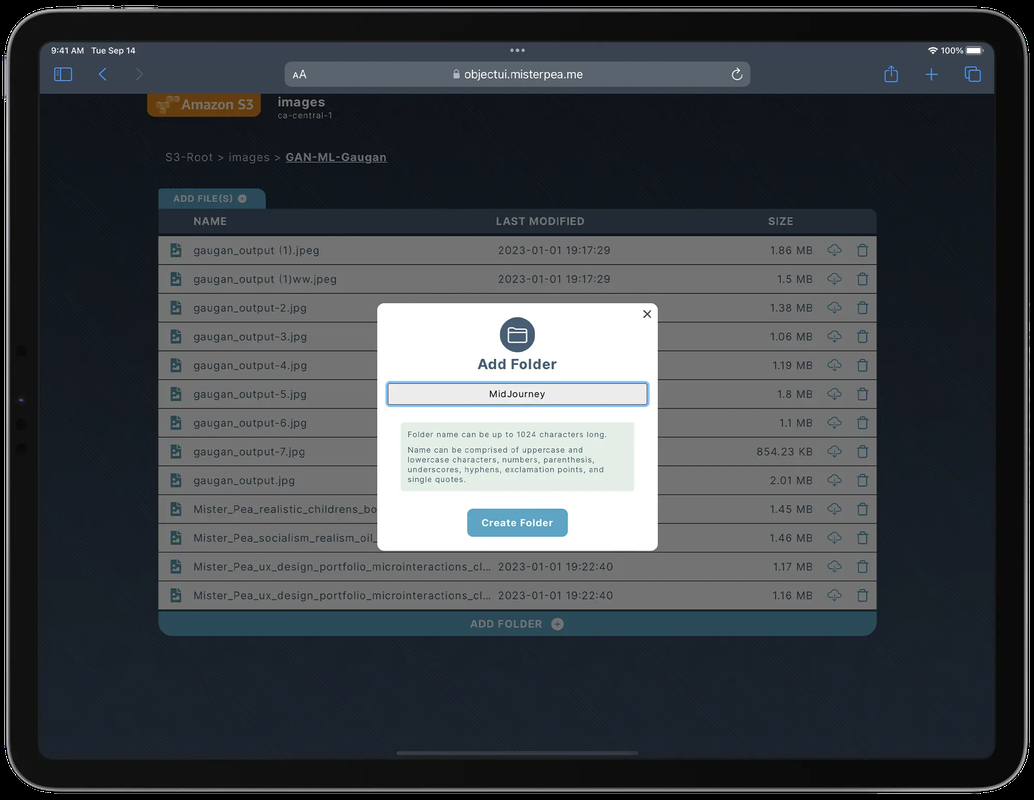 9:41 AM Tue Sep 14
100%
AA
objectui.misterpea.me
Amazon S3
images
ca-central-1
S3-Root > images > GAN-ML-Gaugan
ADD FILE(S)
NAME LAST MODIFIED SIZE
gaugan_output (1).jpeg 2023-01-01 19:17:29 1.86 MB
gaugan_output (1)ww.jpeg 2023-01-01 19:17:29 1.5 MB
gaugan_output-2.jpg 1.38 MB
gaugan_output-3.jpg 1.06 MB
gaugan_output-4.jpg 1.19 MB
gaugan_output-5.jpg 1.8 MB
gaugan_output-6.jpg 1.1 MB
gaugan_output-7.jpg 854.23 KB
gaugan_output.jpg 2.01 MB
Mister_Pea_realistic_childrens_bo 1.45 MB
Mister_Pea_socialism_realism_oil_ 1.46 MB
Mister_Pea_ux_design_portfolio_microinteractions_cl... 2023-01-01 19:22:40 1.17 MB
Mister_Pea_ux_design_portfolio_microinteractions_cl... 2023-01-01 19:22:40 1.16 MB
ADD FOLDER
Add Folder
MidJourney
Folder name can be up to 1024 characters long.
Name can be comprised of uppercase and
lowercase characters, numbers, parenthesis,
underscores, hyphens, exclamation points, and
single quotes.
Create Folder